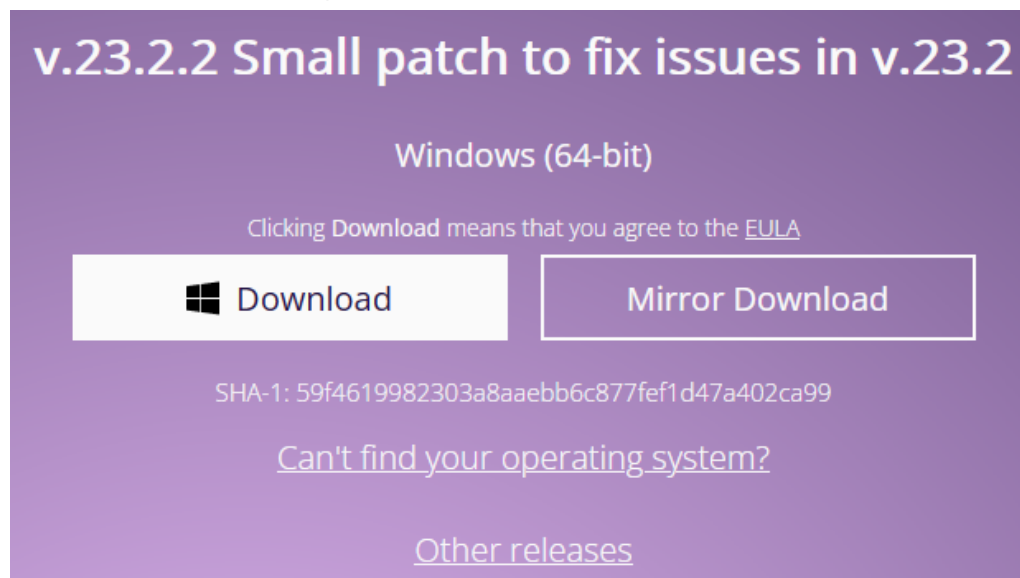 v.23.2.2 Small patch to fix issues in v.23.2
Windows (64-bit)
Clicking Download means that you agree to the EULA
Download
Mirror Download
SHA-1: 59f4619982303a8aaebb6c877fef1d47a402ca99
Can't find your operating system?
Other releases